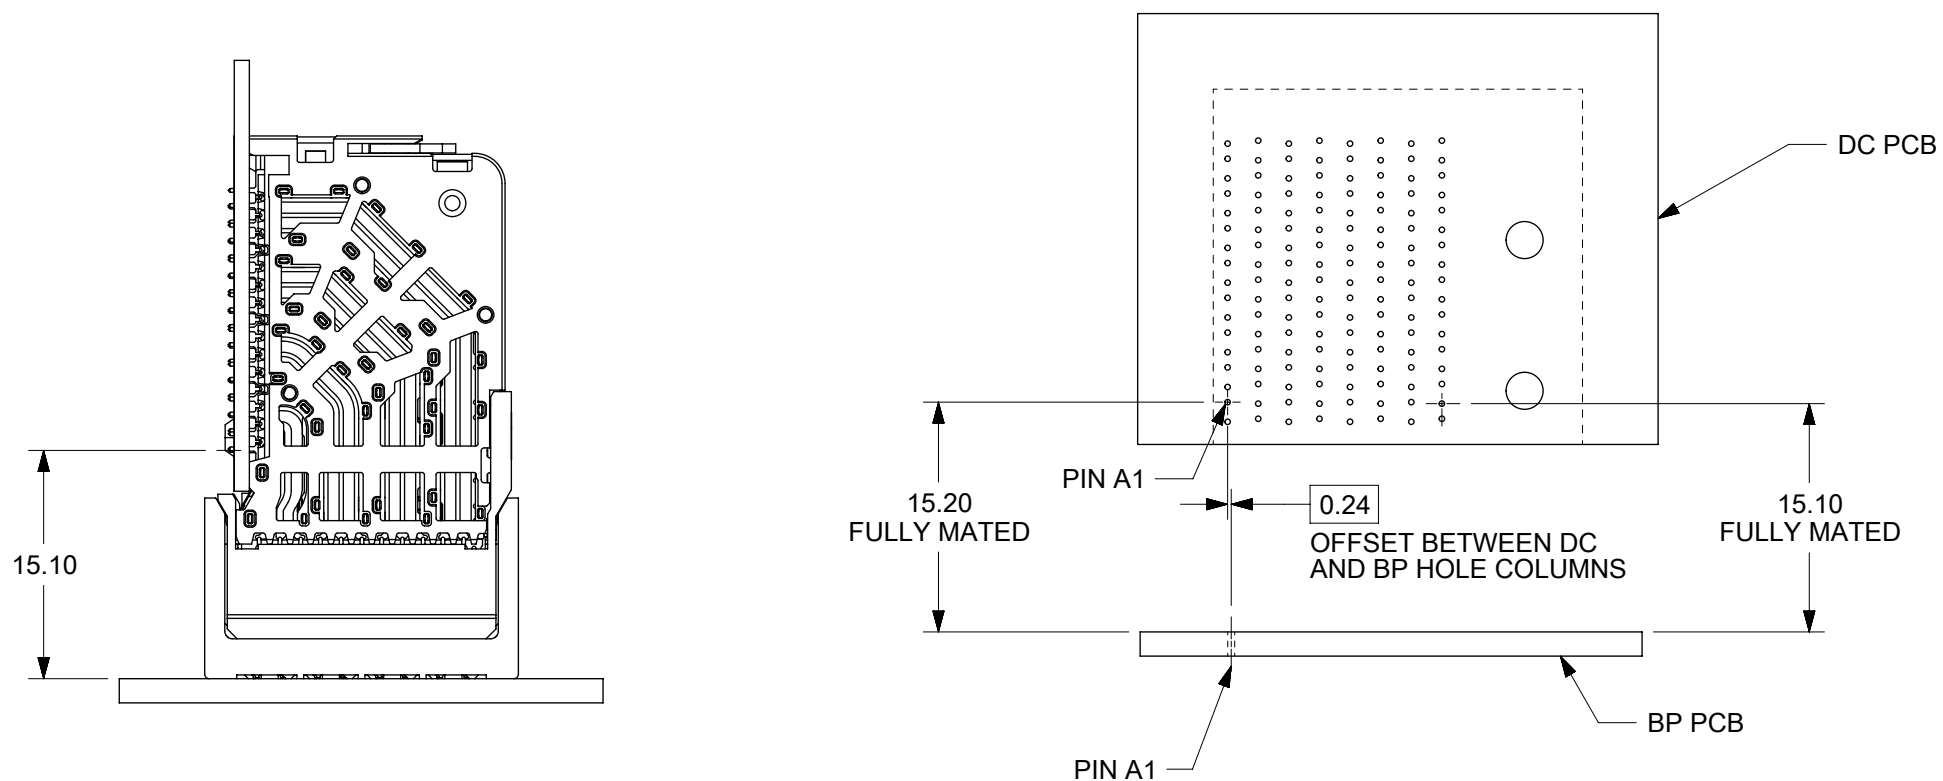 DC PCB
PIN A1
15.20
FULLY MATED
0.24
OFFSET BETWEEN DC
AND BP HOLE COLUMNS
15.10
FULLY MATED
15.10
BP PCB
PIN A1